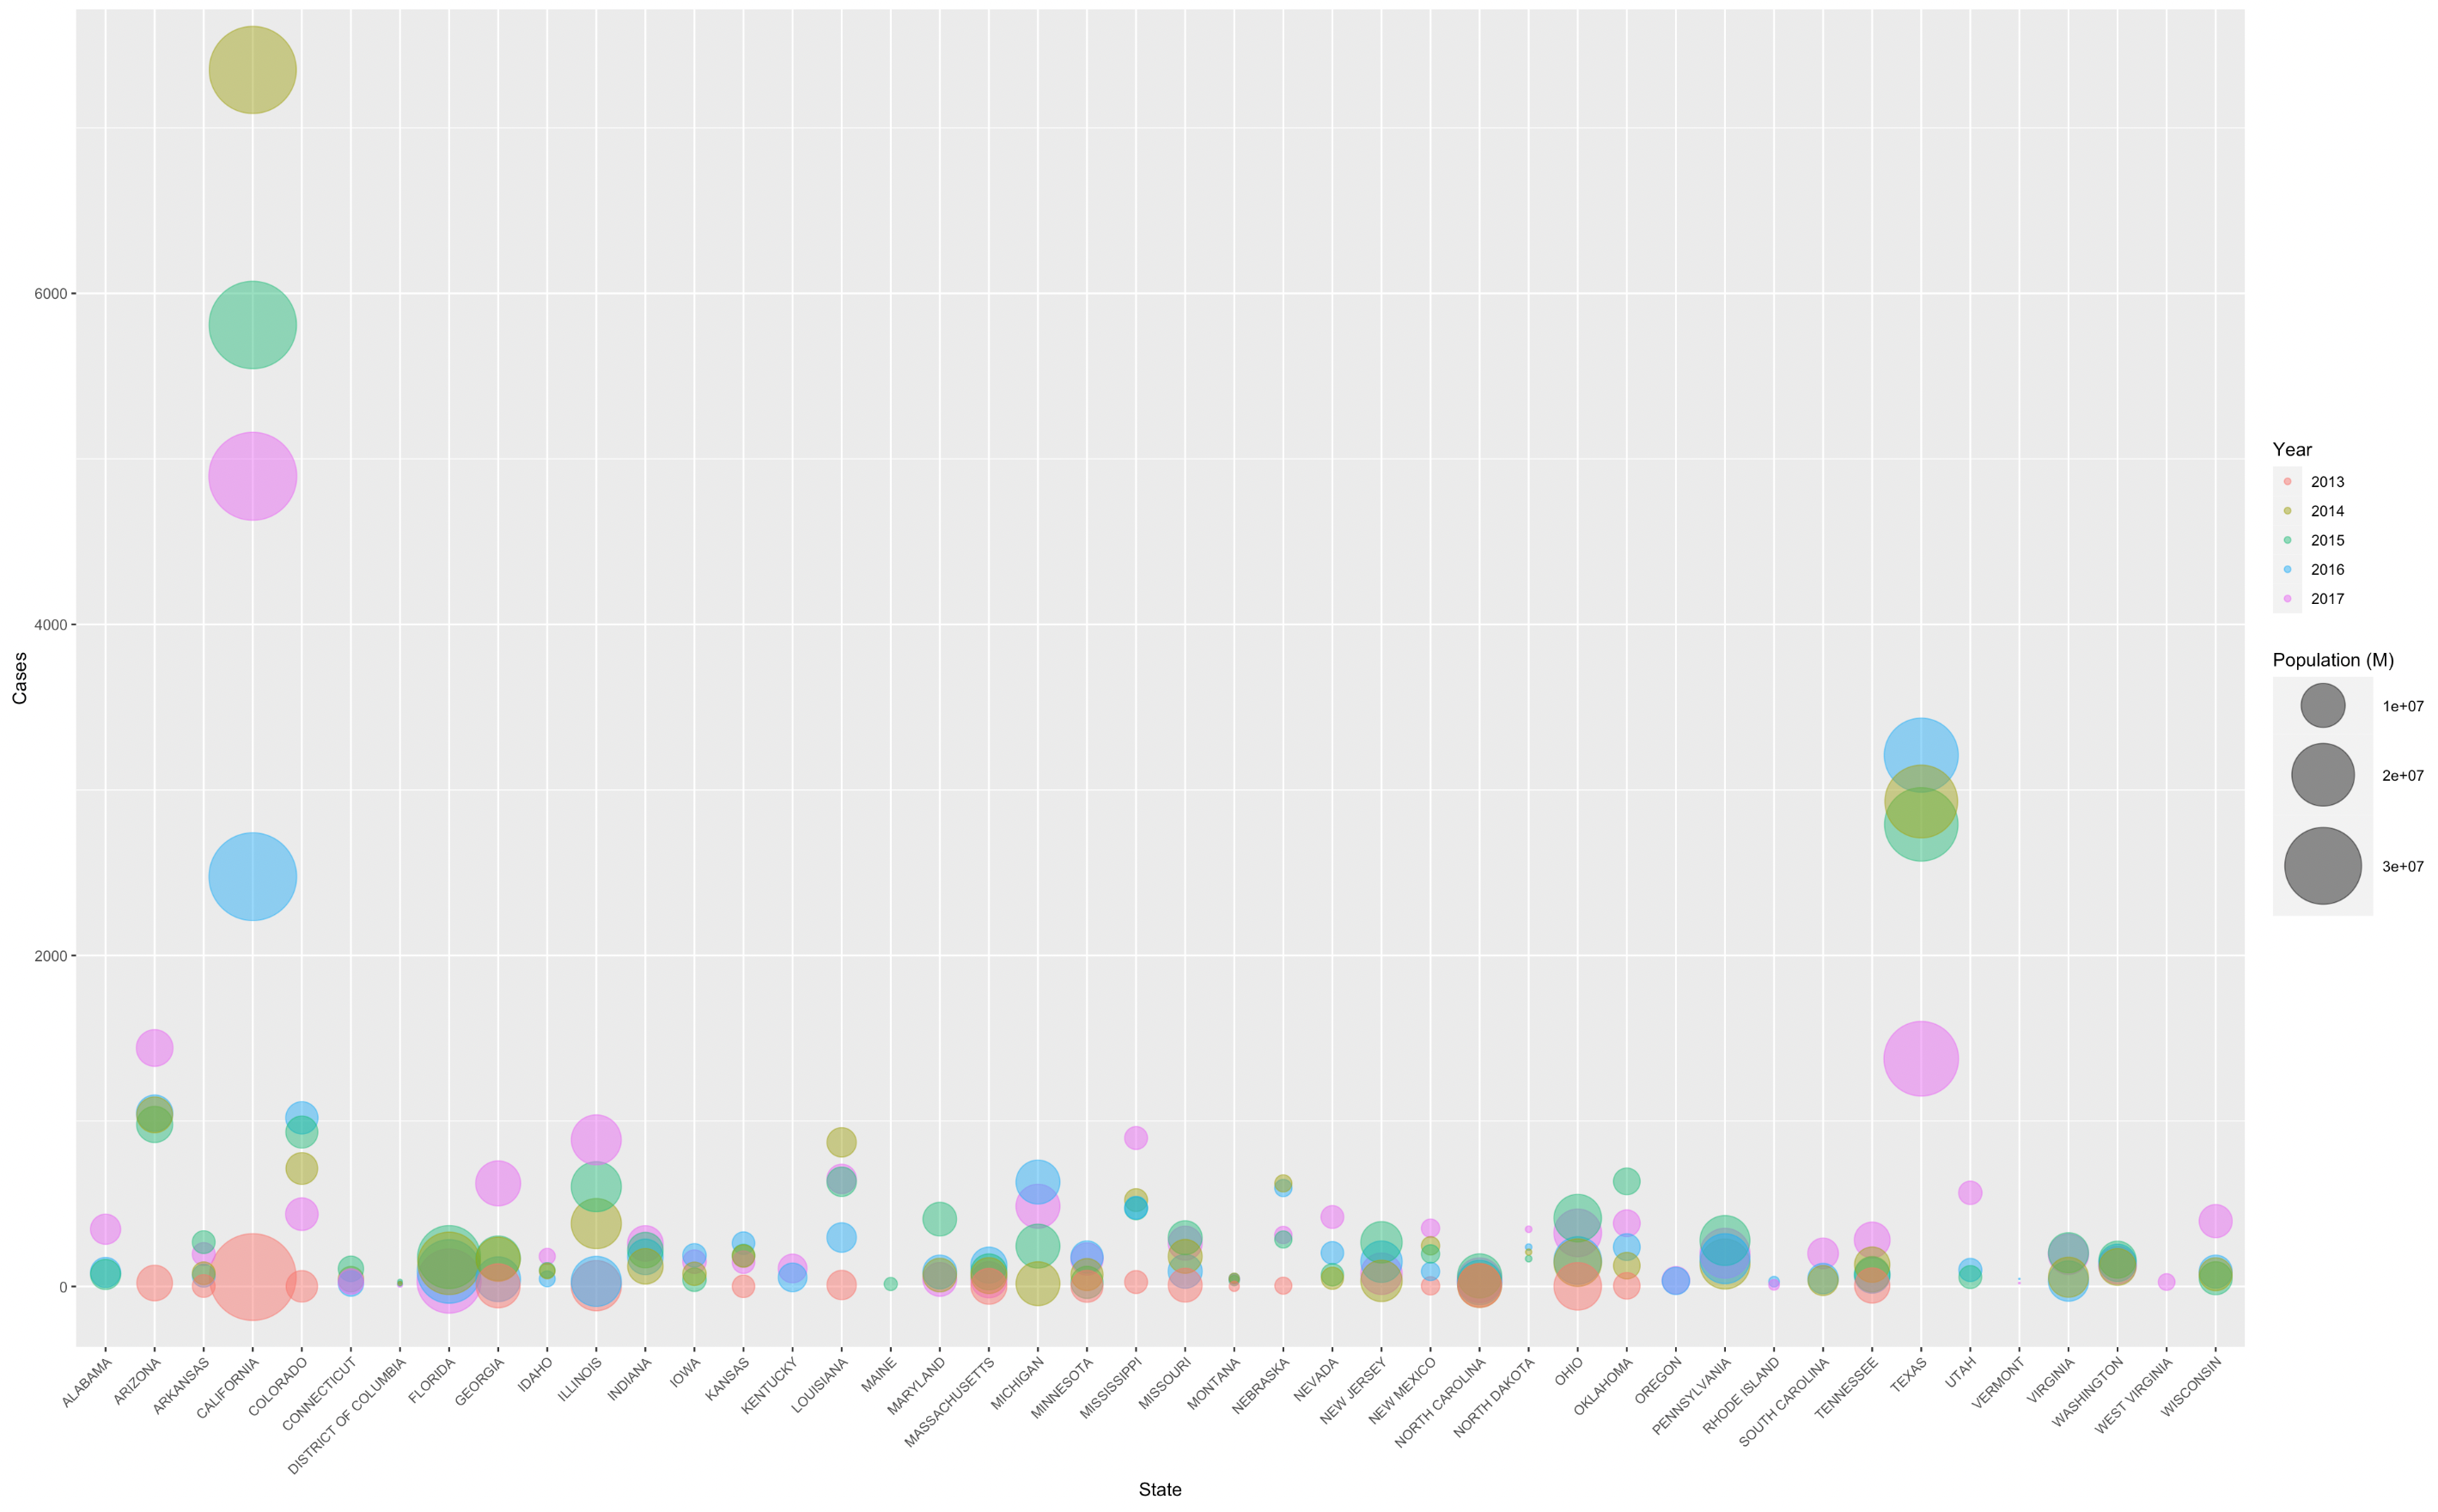 6000
4000
2000
0
Cases
ALABAMA
ARIZONA
ARKANSAS
CALIFORNIA
COLORADO
CONNECTICUT
DISTRICT OF COLUMBIA
FLORIDA
GEORGIA
IDAHO
ILLINOIS
INDIANA
IOWA
KANSAS
KENTUCKY
LOUISIANA
MAINE
MARYLAND
MASSACHUSETTS
MICHIGAN
MINNESOTA
MISSISSIPPI
MISSOURI
MONTANA
NEBRASKA
NEVADA
NEW JERSEY
NEW MEXICO
NORTH CAROLINA
NORTH DAKOTA
OHIO
OKLAHOMA
OREGON
PENNSYLVANIA
RHODE ISLAND
SOUTH CAROLINA
TENNESSEE
TEXAS
UTAH
VERMONT
VIRGINIA
WASHINGTON
WEST VIRGINIA
WISCONSIN
State
Year
2013
2014
2015
2016
2017
Population (M)
1e+07
2e+07
3e+07